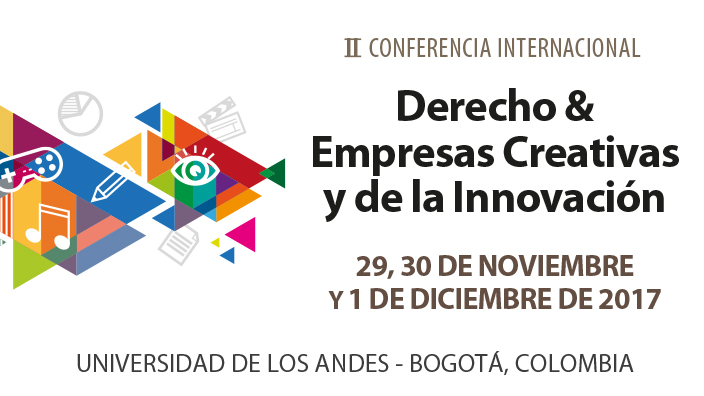 II CONFERENCIA INTERNACIONAL
Derecho &
Empresas Creativas
y de la Innovación
29, 30 DE NOVIEMBRE
Y 1 DE DICIEMBRE DE 2017
UNIVERSIDAD DE LOS ANDES - BOGOTÁ, COLOMBIA